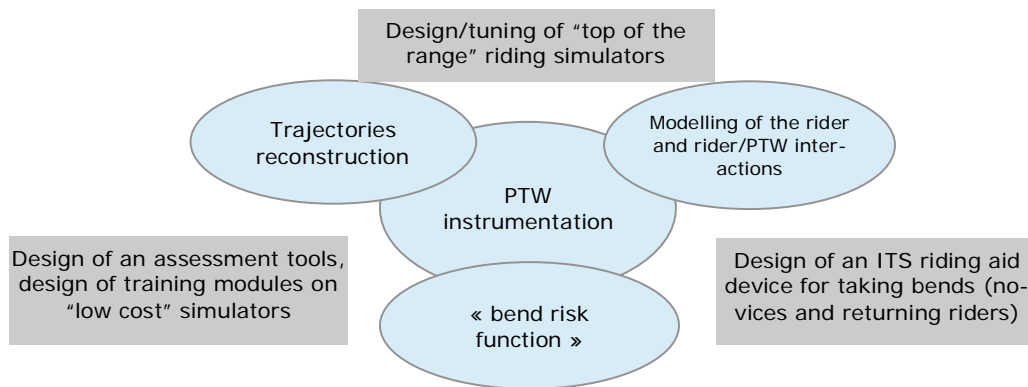 Design/tuning of “top of the
range” riding simulators
Trajectories
reconstruction
Modelling of the rider
and rider/PTW inter-
actions
PTW
instrumentation
Design of an assessment tools,
design of training modules on
“low cost” simulators
Design of an ITS riding aid
device for taking bends (no-
vices and returning riders)
« bend risk
function »